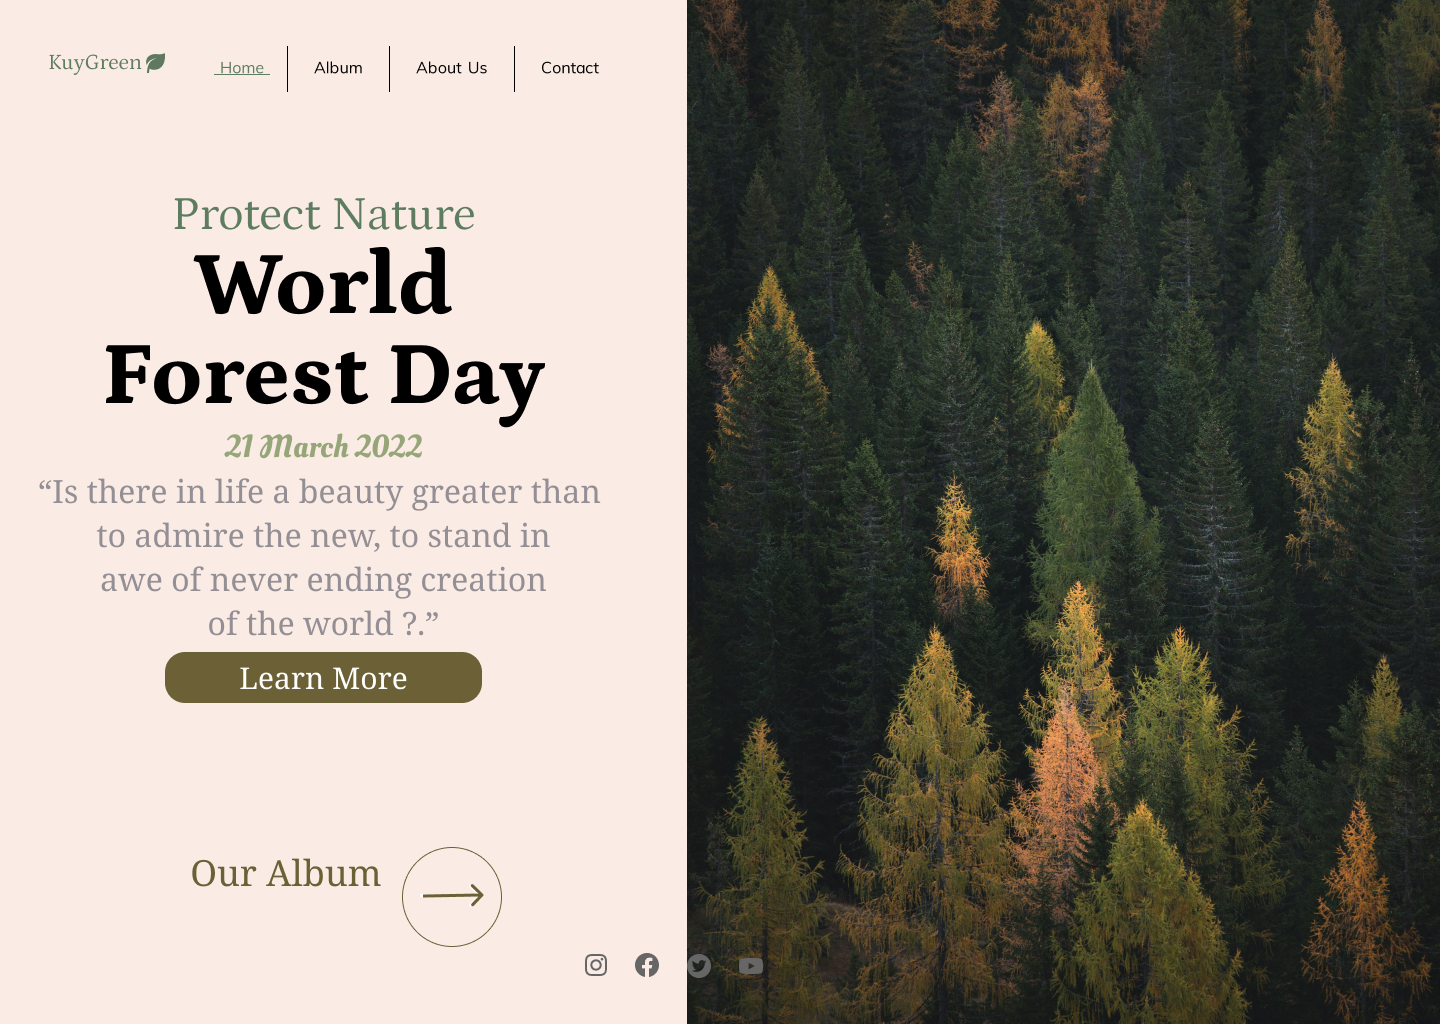 KuyGreen
Home
Album
About Us
Contact
Protect Nature
World
Forest Day
21 March 2022
“Is there in life a beauty greater than
to admire the new, to stand in
awe of never ending creation
of the world ?.”
Learn More
Our Album